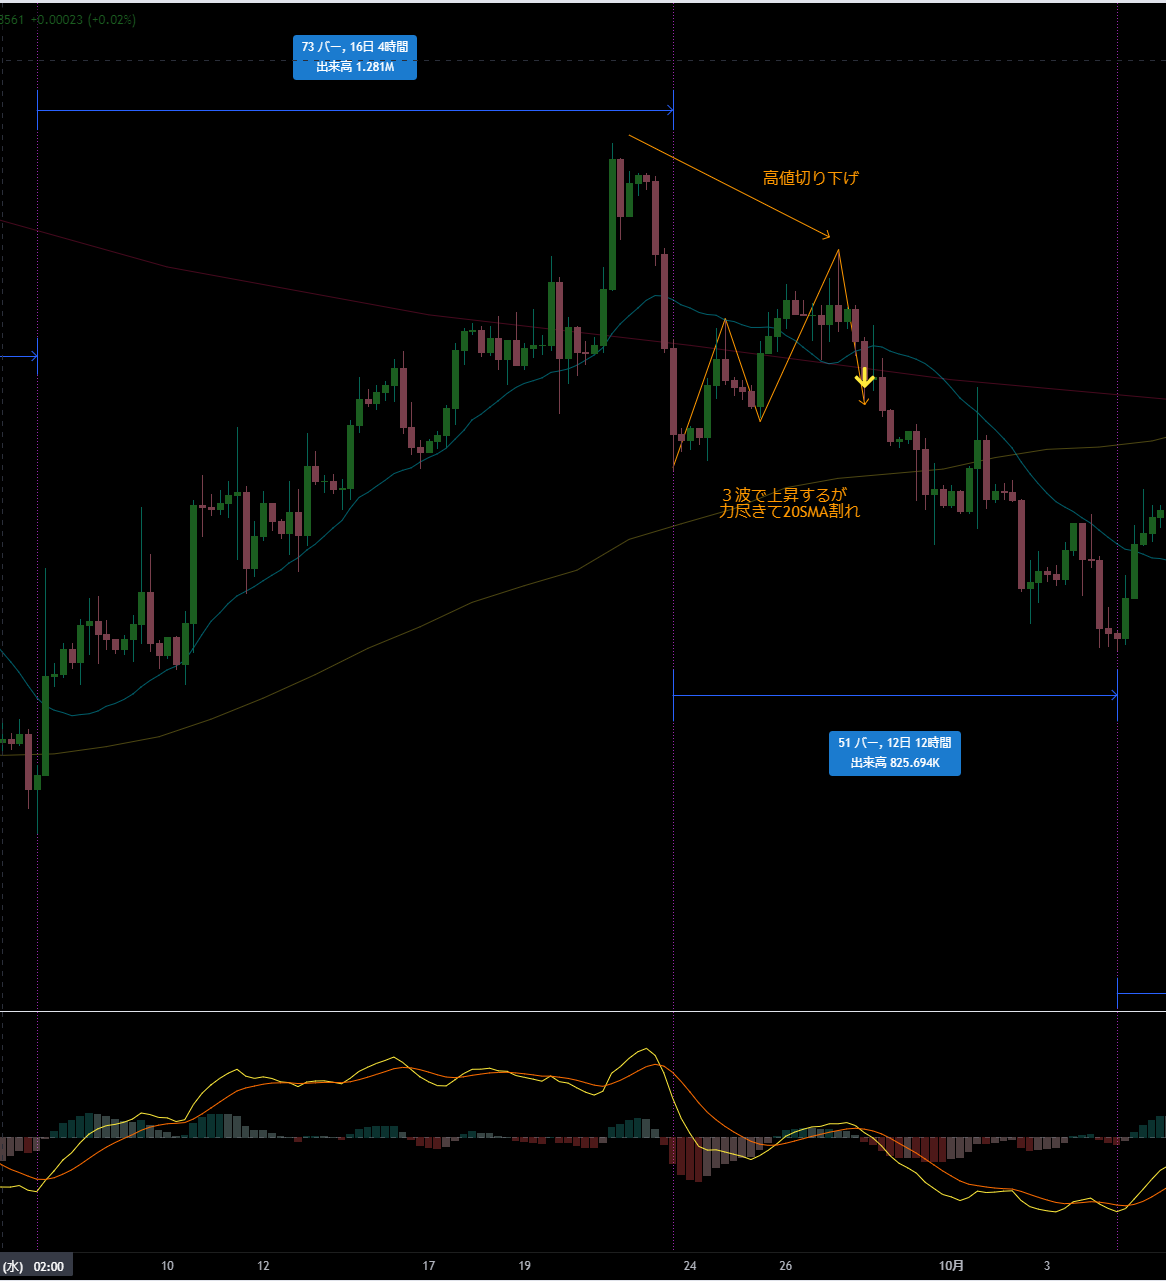 3561 +0.00023 (+0.02%)
73 バー, 16日 4時間
出来高 1.281M
高値切り下げ
３波で上昇するが
力尽きて20SMA割れ
51 バー, 12日 12時間
出来高 825.694K
(水) 02:00 10 12 17 19 24 26 10月 3